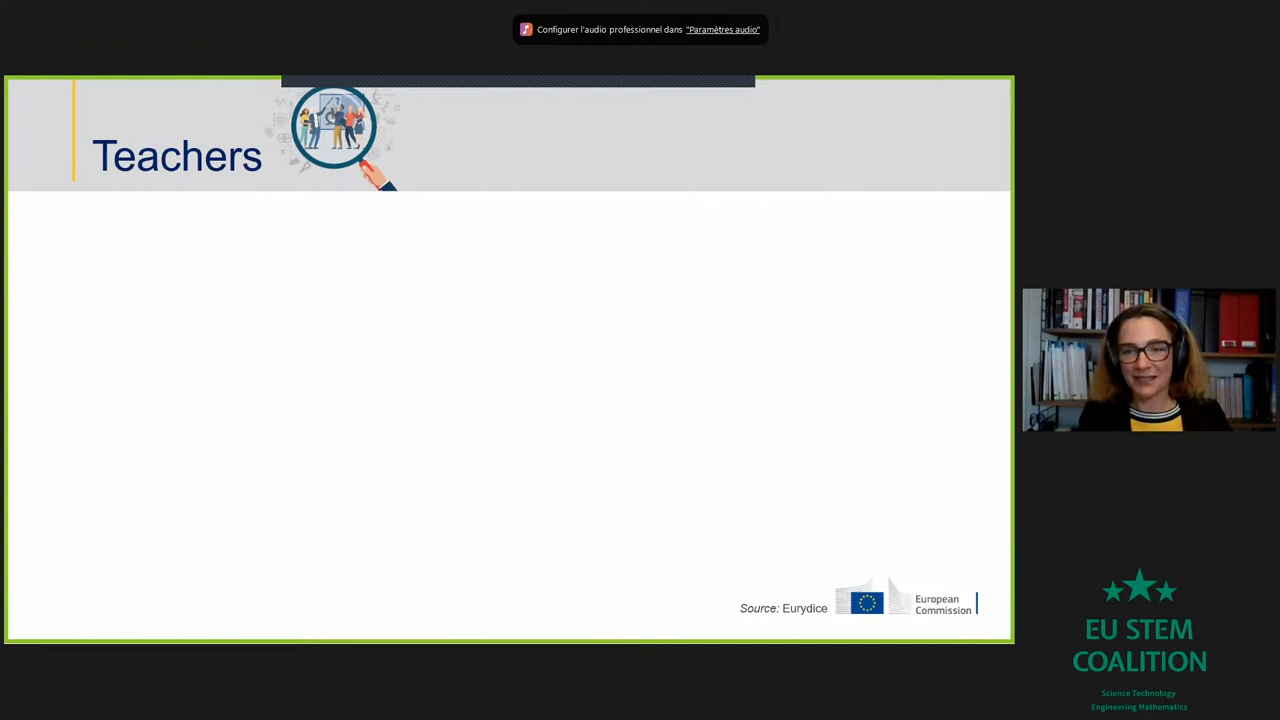 Configurer l'audio professionnel dans "Paramètres audio"
Teachers
Source: Eurydice
European
Commission
EU STEM
COALITION
Science Technology
Engineering Mathematics